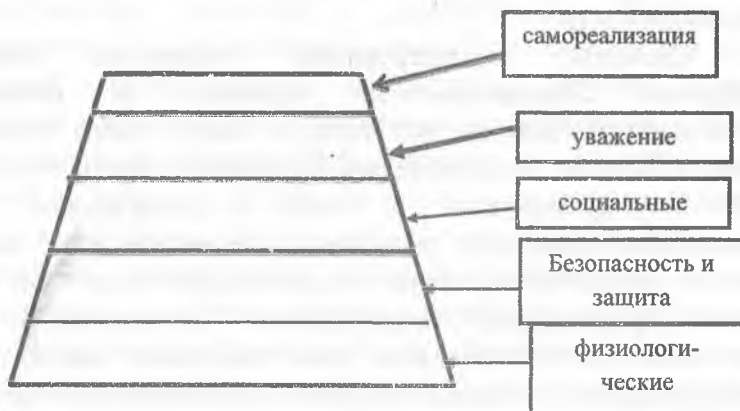 самореализация
уважение
социальные
Безопасность и
защита
физиологи-
ческие